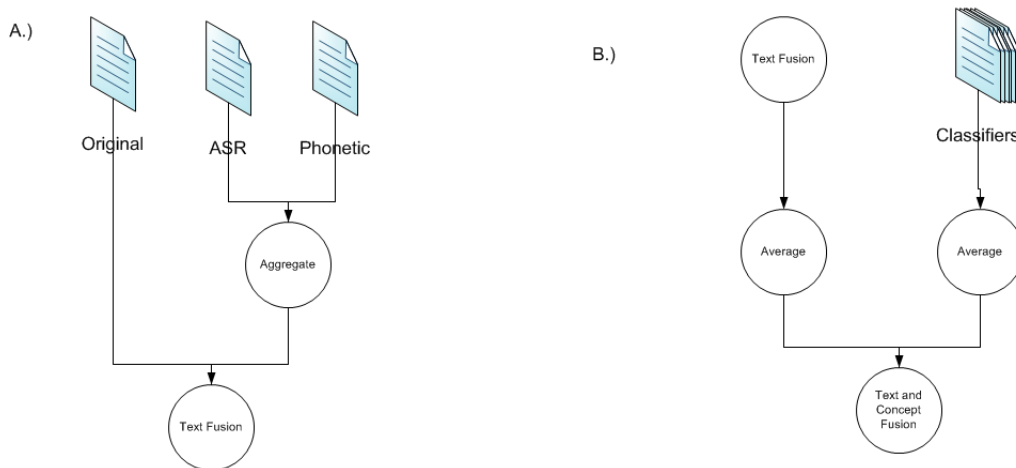 A.)
Original
ASR
Phonetic
Aggregate
Text Fusion
B.)
Text Fusion
Classifiers
Average
Average
Text and
Concept
Fusion